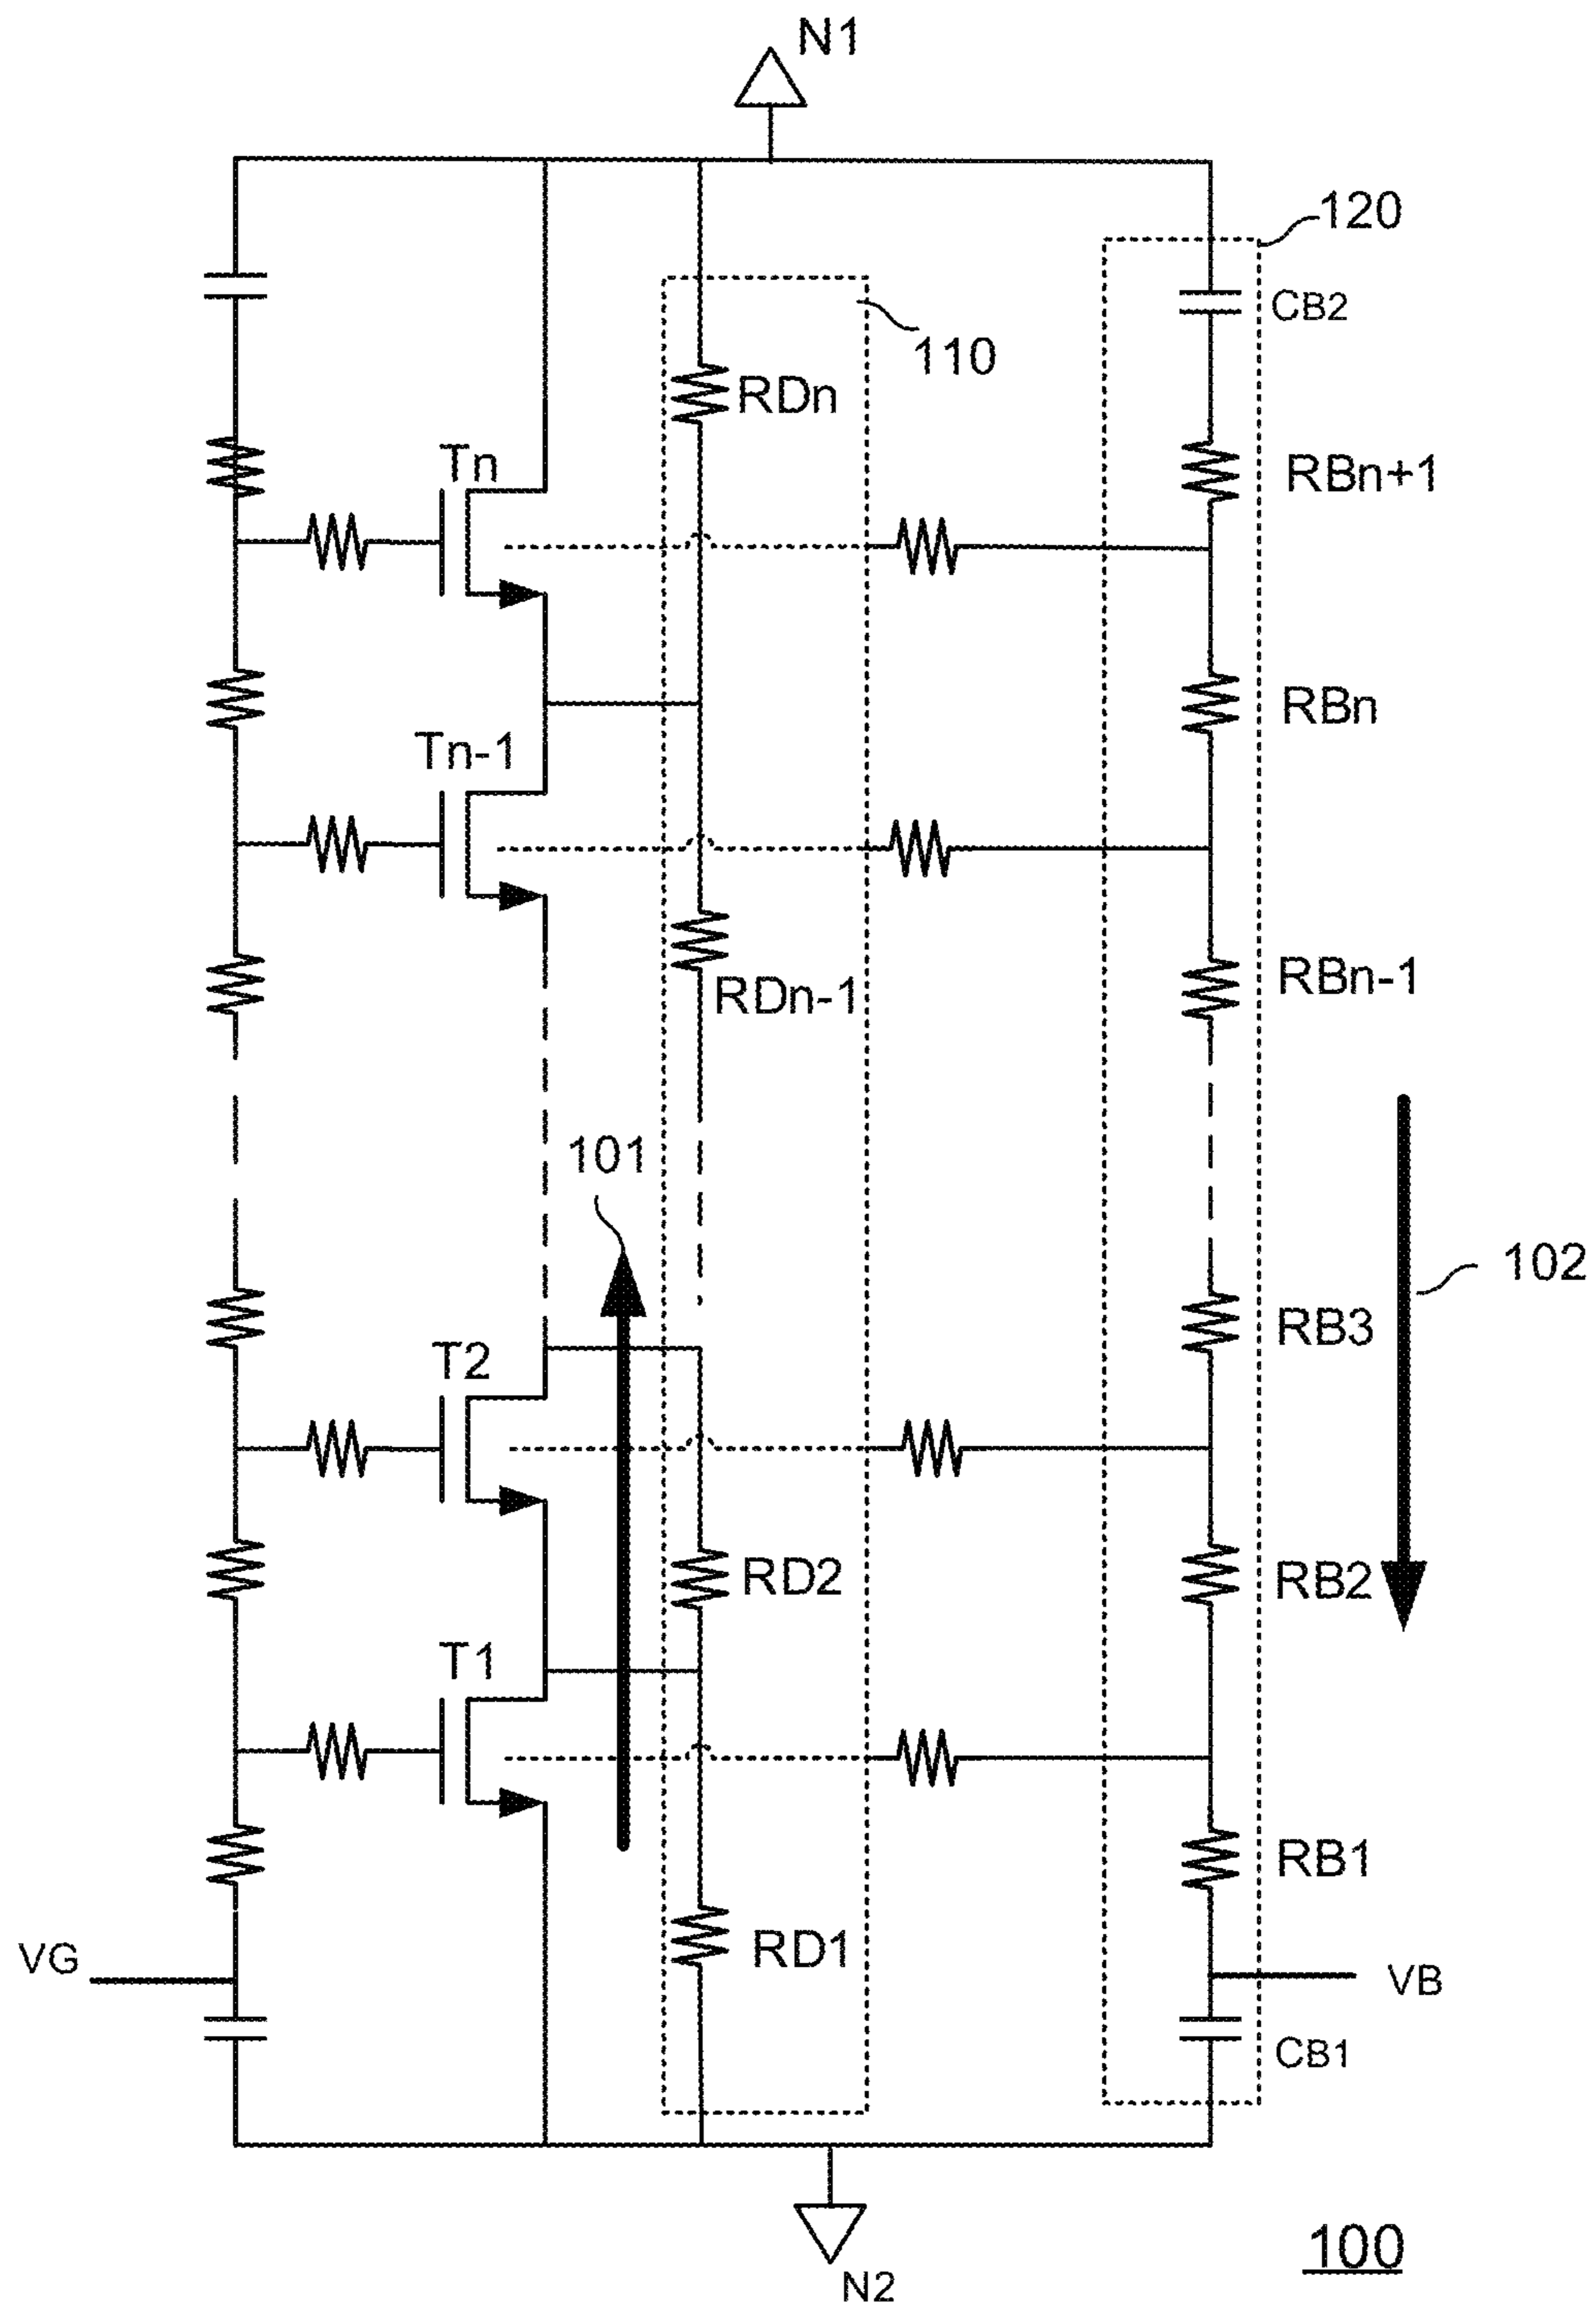 N1
120
CB2
110
RDn
Tn
RBn+1
RBn
Tn-1
RBn-1
RDn-1
101
102
RB3
T2
RD2
RB2
T1
RB1
RD1
VG
VB
CB1
100
N2